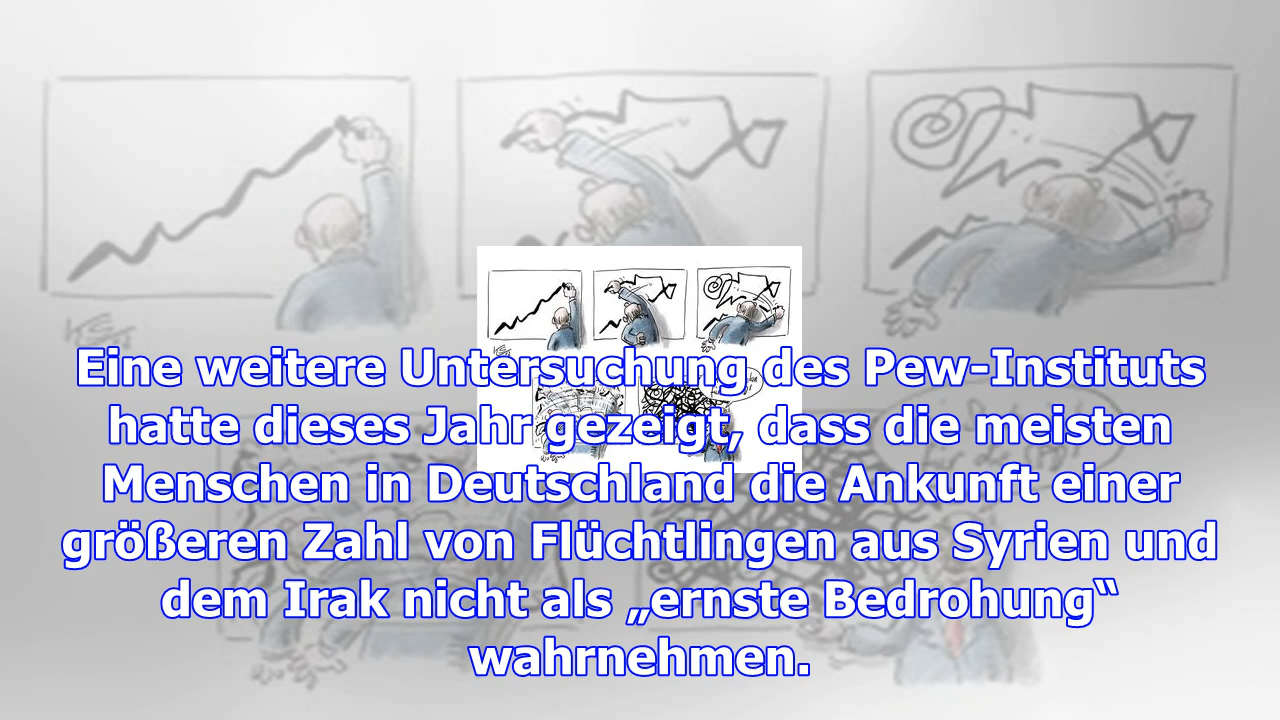 Eine weitere Untersuchung des Pew-Instituts
hatte dieses Jahr gezeigt, dass die meisten
Menschen in Deutschland die Ankunft einer
größeren Zahl von Flüchtlingen aus Syrien und
dem Irak nicht als „ernste Bedrohung“
wahrnehmen.